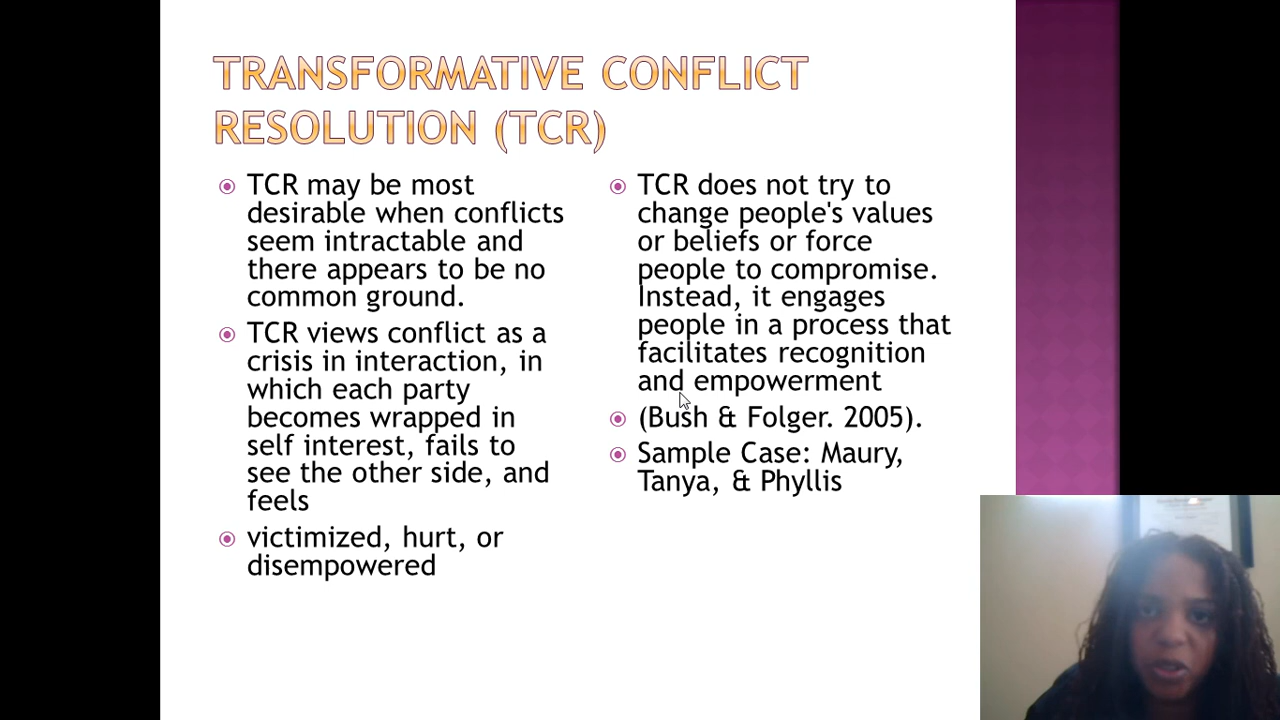 TRANSFORMATIVE CONFLICT
RESOLUTION (TCR)
TCR may be most
desirable when conflicts
seem intractable and
there appears to be no
common ground.
TCR views conflict as a
crisis in interaction, in
which each party
becomes wrapped in
self interest, fails to
see the other side, and
feels
victimized, hurt, or
disempowered
TCR does not try to
change people's values
or beliefs or force
people to compromise.
Instead, it engages
people in a process that
facilitates recognition
and empowerment
(Bush & Folger. 2005).
Sample Case: Maury,
Tanya, & Phyllis